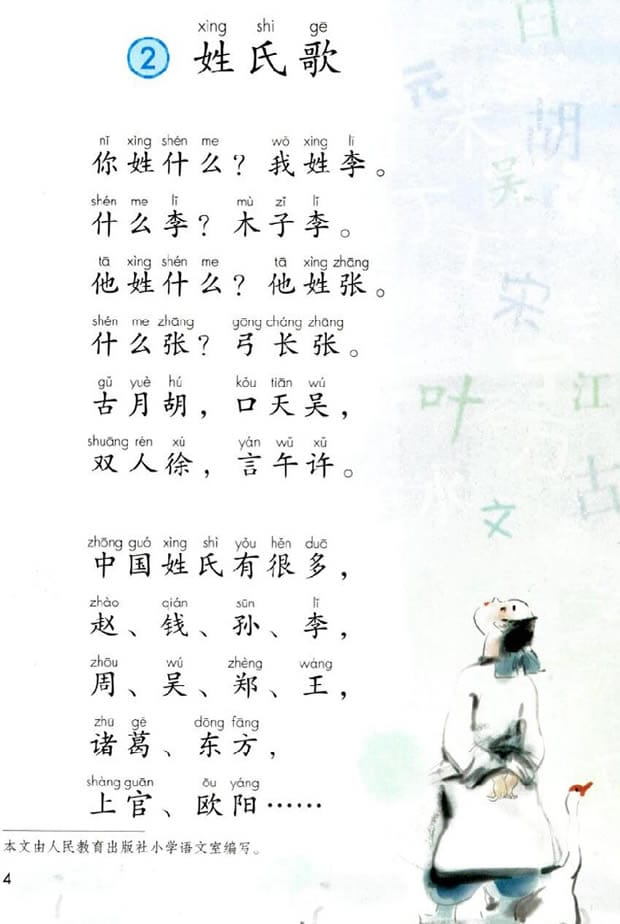 xìng shì gē
2 姓氏歌
nǐ xìng shén me wǒ xìng lǐ
你姓什么？我姓李。
shén me lǐ mù zǐ lǐ
什么李？木子李。
tā xìng shén me tā xìng zhāng
他姓什么？他姓张。
shén me zhāng gōng cháng zhāng
什么张？弓长张。
gǔ yuè hú kǒu tiān wú
古月胡，口天吴，
shuāng rén xú yán wǔ xǔ
双人徐，言午许。
zhōng guó xìng shì yǒu hěn duō
中国姓氏有很多，
zhào qián sūn lǐ
赵、钱、孙、李，
zhōu wú zhèng wáng
周、吴、郑、王，
zhū gě dōng fāng
诸葛、东方，
shàng guān ōu yáng
上官、欧阳……
本文由人民教育出版社小学语文室编写。
4
元
胡
吴
宋
叶
江
古
文